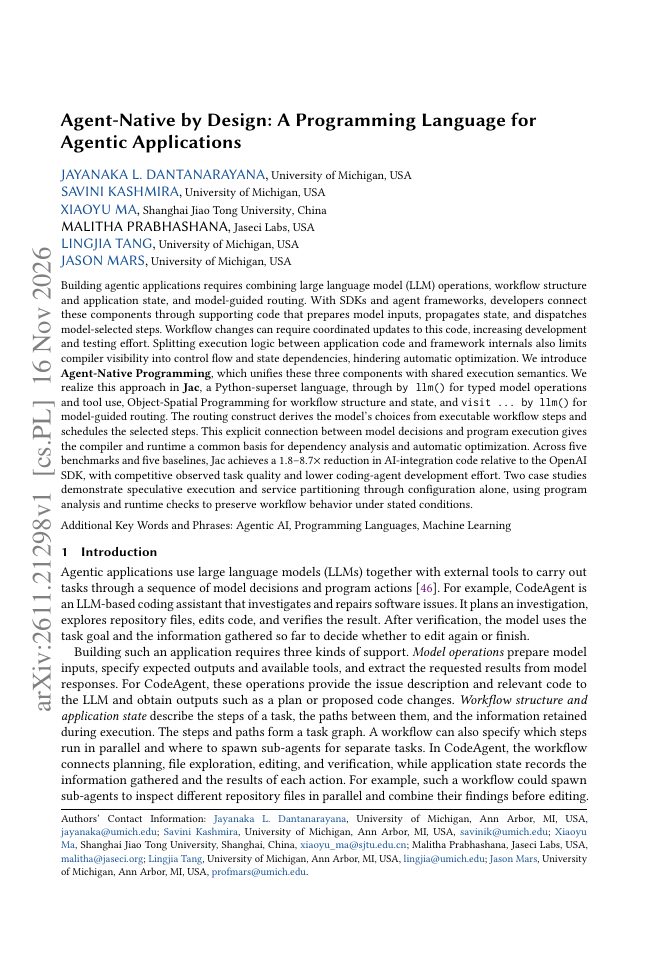 Agent-Native by Design: A Programming Language for
Agentic Applications
JAYANAKA L. DANTANARAYANA, University of Michigan, USA
SAVINI KASHMIRA, University of Michigan, USA
XIAOYU MA, Shanghai Jiao Tong University, China
MALITHA PRABHASHANA, Jaseci Labs, USA
LINGJIA TANG, University of Michigan, USA
JASON MARS, University of Michigan, USA
Building agentic applications requires combining large language model (LLM) operations, workflow structure
and application state, and model-guided routing. With SDKs and agent frameworks, developers connect
these components through supporting code that prepares model inputs, propagates state, and dispatches
model-selected steps. Workflow changes can require coordinated updates to this code, increasing development
and testing effort. Splitting execution logic between application code and framework internals also limits
compiler visibility into control flow and state dependencies, hindering automatic optimization. We introduce
Agent-Native Programming, which unifies these three components with shared execution semantics. We
realize this approach in Jac, a Python-superset language, through by llm() for typed model operations
and tool use, Object-Spatial Programming for workflow structure and state, and visit ... by llm() for
model-guided routing. The routing construct derives the model's choices from executable workflow steps and
schedules the selected steps. This explicit connection between model decisions and program execution gives
the compiler and runtime a common basis for dependency analysis and automatic optimization. Across five
benchmarks and five baselines, Jac achieves a 1.8–8.7× reduction in AI-integration code relative to the OpenAI
SDK, with competitive observed task quality and lower coding-agent development effort. Two case studies
demonstrate speculative execution and service partitioning through configuration alone, using program
analysis and runtime checks to preserve workflow behavior under stated conditions.
Additional Key Words and Phrases: Agentic AI, Programming Languages, Machine Learning
1 Introduction
Agentic applications use large language models (LLMs) together with external tools to carry out
tasks through a sequence of model decisions and program actions [46]. For example, CodeAgent is
an LLM-based coding assistant that investigates and repairs software issues. It plans an investigation,
explores repository files, edits code, and verifies the result. After verification, the model uses the
task goal and the information gathered so far to decide whether to edit again or finish.
Building such an application requires three kinds of support. Model operations prepare model
inputs, specify expected outputs and available tools, and extract the requested results from model
responses. For CodeAgent, these operations provide the issue description and relevant code to
the LLM and obtain outputs such as a plan or proposed code changes. Workflow structure and
application state describe the steps of a task, the paths between them, and the information retained
during execution. The steps and paths form a task graph. A workflow can also specify which steps
run in parallel and where to spawn sub-agents for separate tasks. In CodeAgent, the workflow
connects planning, file exploration, editing, and verification, while application state records the
information gathered and the results of each action. For example, such a workflow could spawn
sub-agents to inspect different repository files in parallel and combine their findings before editing.
Authors' Contact Information: Jayanaka L. Dantanarayana, University of Michigan, Ann Arbor, MI, USA,
jayanaka@umich.edu; Savini Kashmira, University of Michigan, Ann Arbor, MI, USA, savinik@umich.edu; Xiaoyu
Ma, Shanghai Jiao Tong University, Shanghai, China, xiaoyu_ma@sjtu.edu.cn; Malitha Prabhashana, Jaseci Labs, USA,
malitha@jaseci.org; Lingjia Tang, University of Michigan, Ann Arbor, MI, USA, lingjia@umich.edu; Jason Mars, University
of Michigan, Ann Arbor, MI, USA, profmars@umich.edu.
arXiv:2611.21298v1 [cs.PL] 16 Nov 2026